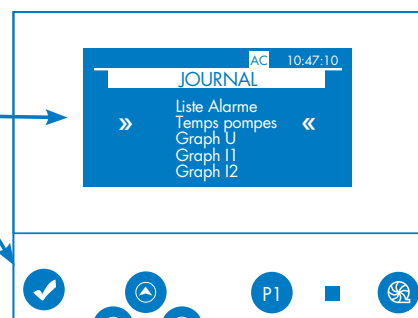 AC 10:47:10
JOURNAL
Liste Alarme
» Temps pompes «
Graph U
Graph I1
Graph I2
P1